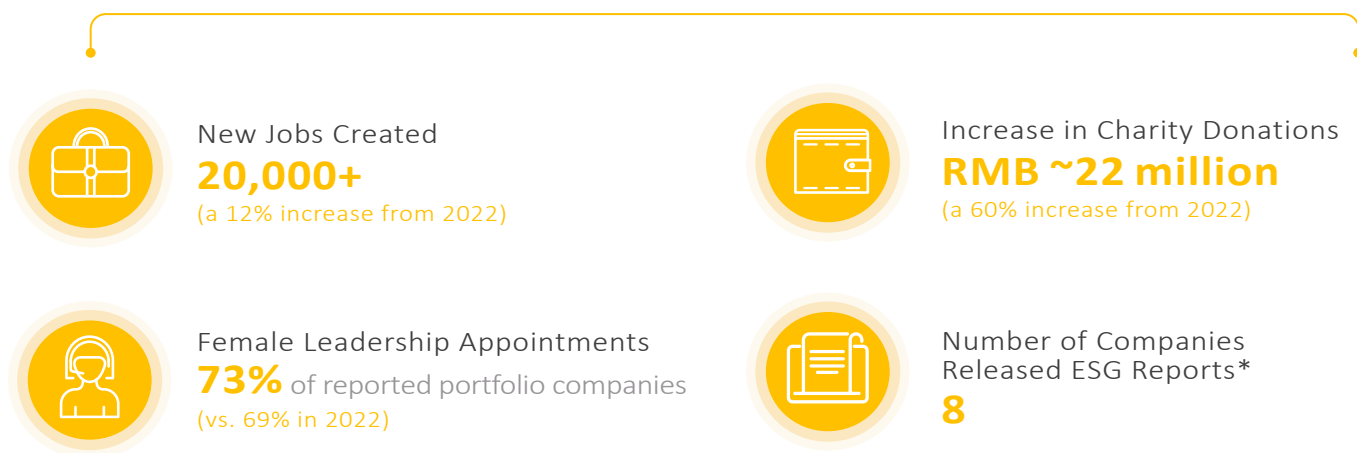 New Jobs Created
20,000+
(a 12% increase from 2022)
Increase in Charity Donations
RMB ~22 million
(a 60% increase from 2022)
Female Leadership Appointments
73% of reported portfolio companies
(vs. 69% in 2022)
Number of Companies
Released ESG Reports*
8